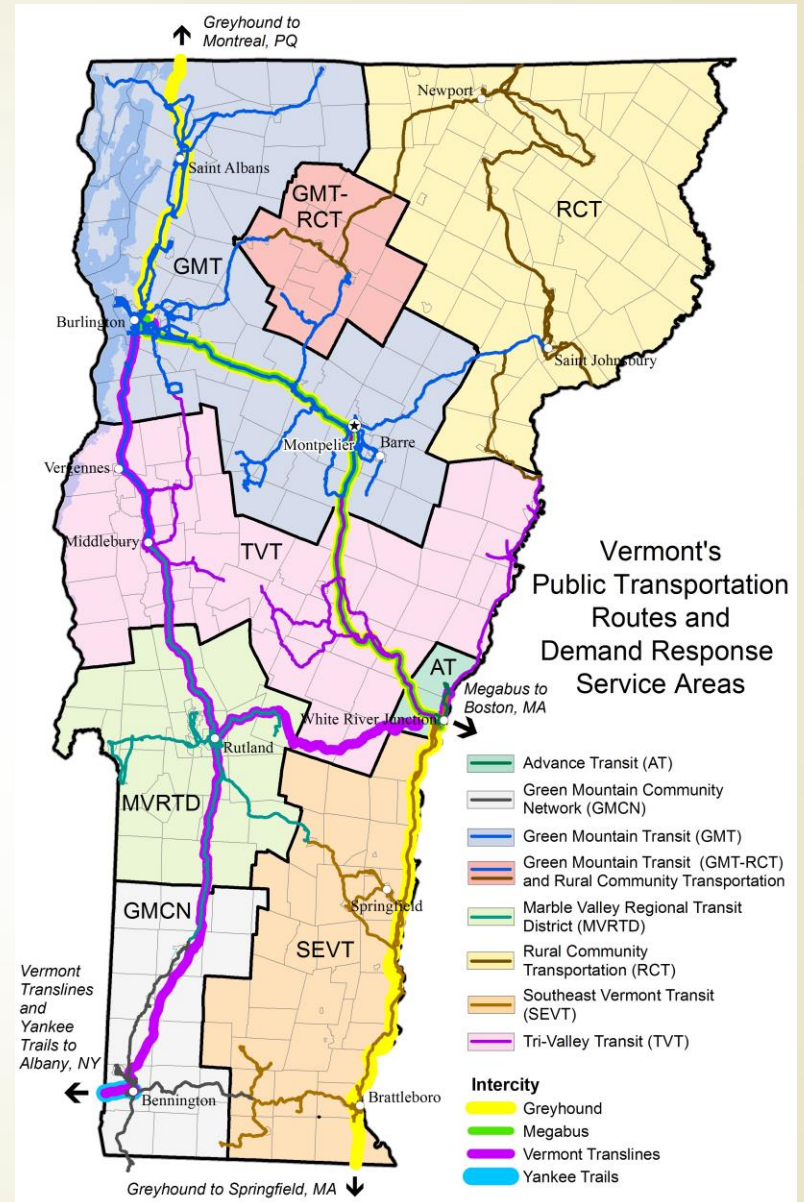 Greyhound to
Montreal, PQ
Newport
Saint Albans
GMT-
RCT
RCT
GMT
Burlington
Saint Johnsbury
Montpelier
Barre
Vergennes
Middlebury
TVT
Vermont's
Public Transportation
Routes and
Demand Response
Service Areas
AT
Megabus to
Boston, MA
White River Junction
Rutland
MVRTD
Advance Transit (AT)
Green Mountain Community
Network (GMCN)
Green Mountain Transit (GMT)
Green Mountain Transit (GMT-RCT)
and Rural Community Transportation
Marble Valley Regional Transit
District (MVRTD)
Rural Community
Transportation (RCT)
Southeast Vermont Transit
(SEVT)
Tri-Valley Transit (TVT)
Springfield
GMCN
SEVT
Vermont
Translines
and
Yankee
Trails to
Albany, NY
Bennington
Brattleboro
Intercity
Greyhound
Megabus
Vermont Translines
Yankee Trails
Greyhound to Springfield, MA